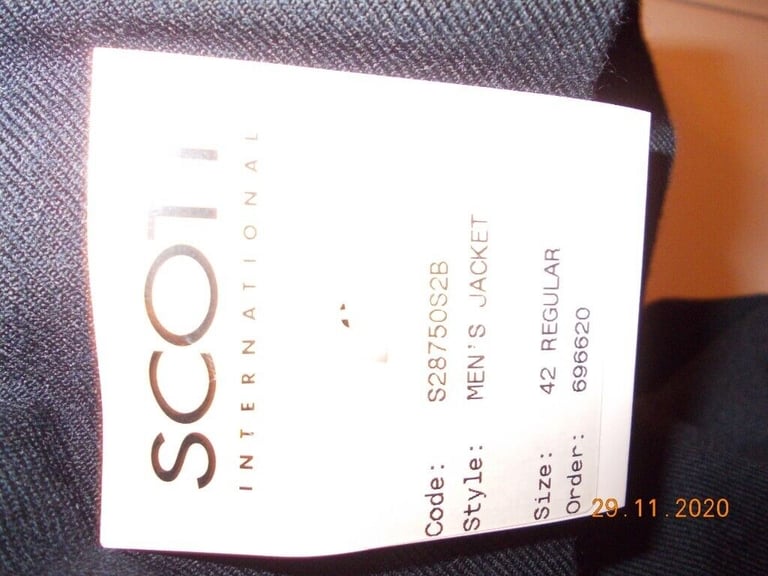 SCOTT
INTERNATIONAL
Code: S28750S2B
Style: MEN'S JACKET
Size: 42 REGULAR
Order: 696620
29.11.2020